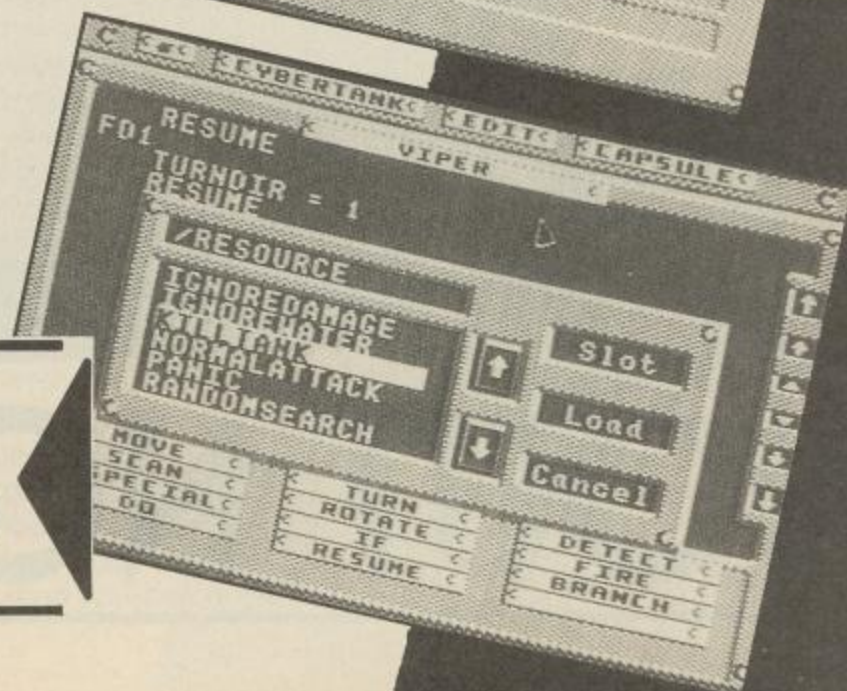 CYBERTANK EDIT CAPSULE
VIPER
RESUME
FD1
TURNDIR = 1
RESUME
/RESOURCE
IGNOREDAMAGE
IGNOREWATER
KILLTANK
NORMALATTACK
PANIC
RANDOMSEARCH
Slot
Load
Cancel
MOVE
SCAN
SPECIAL
DO
TURN
ROTATE
IF
RESUME
DETECT
FIRE
BRANCH